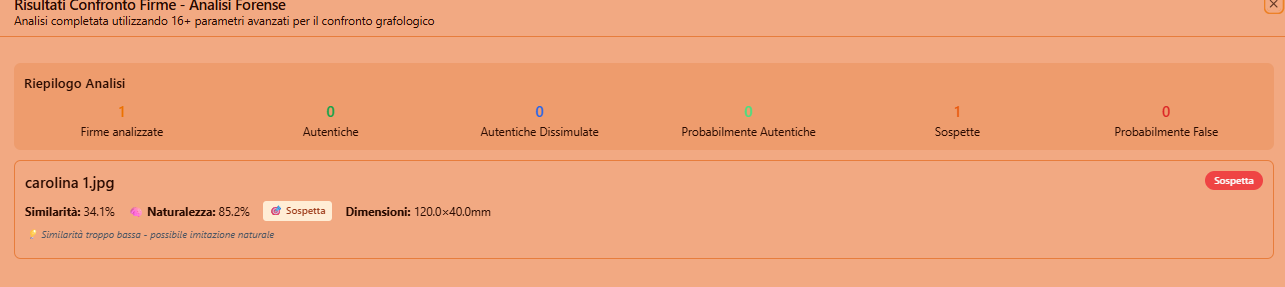 Risultati Confronto Firme - Analisi Forense
Analisi completata utilizzando 16+ parametri avanzati per il confronto grafologico
Riepilogo Analisi
1 0 0 0 1 0
Firme analizzate Autentiche Autentiche Dissimulate Probabilmente Autentiche Sospette Probabilmente False
carolina 1.jpg Sospetta
Similarità: 34.1% Naturalezza: 85.2% Sospetta Dimensioni: 120.0×40.0mm
Similarità troppo bassa - possibile imitazione naturale